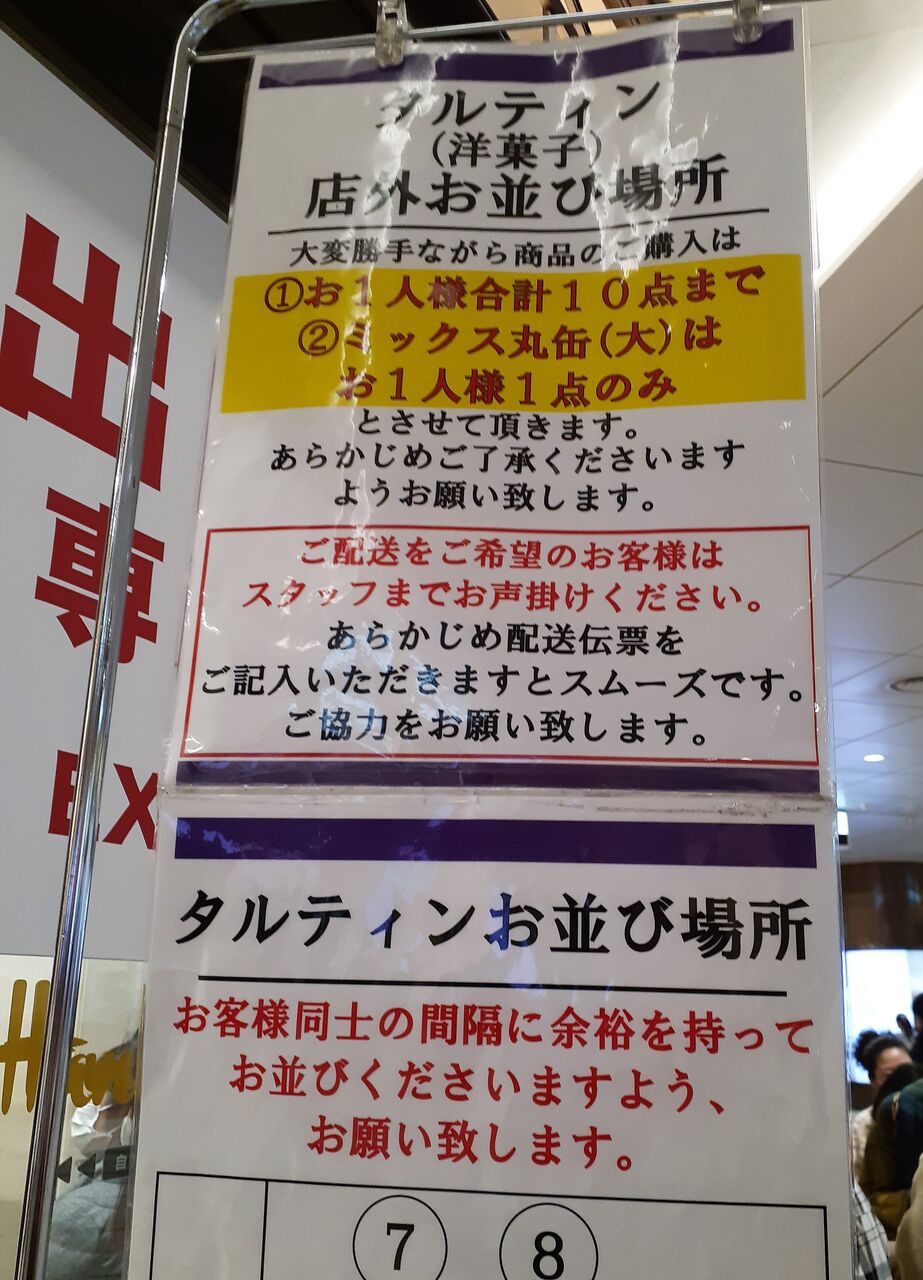 タルティン
(洋菓子)
店外お並び場所
大変勝手ながら商品のご購入は
①お1人様合計10点まで
②ミックス丸缶(大)は
お1人様1点のみ
とさせて頂きます。
あらかじめご了承くださいます
ようお願い致します。
ご配送をご希望のお客様は
スタッフまでお声掛けください。
あらかじめ配送伝票を
ご記入いただきますとスムーズです。
ご協力をお願い致します。
タルティンお並び場所
お客様同士の間隔に余裕を持って
お並びくださいますよう、
お願い致します。
7 8
出
専
EX
Han
自